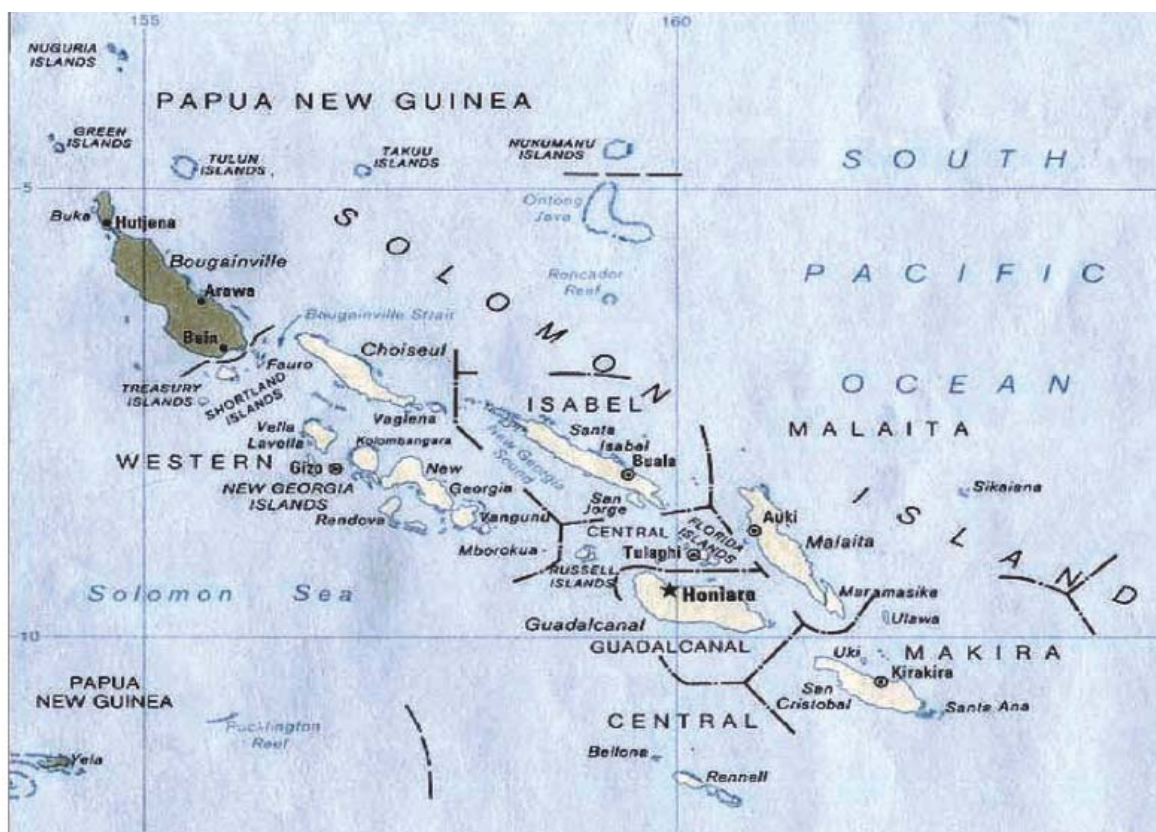 155
160
NUGURIA
ISLANDS
PAPUA NEW GUINEA
GREEN
ISLANDS
TULUN
ISLANDS
TAKUU
ISLANDS
NUKUMANU
ISLANDS
SOUTH
5
Buka
Hutjena
Ontong
Java
SOLOMON
Bougainville
PACIFIC
Arawa
Roncador
Reef
Bougainville Strait
Buin
Choiseul
Fauro
OCEAN
TREASURY
ISLANDS
SHORTLAND
ISLANDS
Vaglena
ISABEL
MALAITA
Vella
Lavella
Kolombangara
Santa
Isabel
New Georgia
Sound
WESTERN
Gizo
New
Georgia
Buala
NEW GEORGIA
ISLANDS
San
Jorge
Sikaiana
ISLAND
Rendova
Vangunu
CENTRAL
FLORIDA
ISLANDS
Auki
Malaita
Mborokua
Tulaghi
RUSSELL
ISLANDS
Solomon Sea
Honiara
Maramasike
Guadalcanal
Ulawa
10
GUADALCANAL
Uki
MAKIRA
Kirakira
PAPUA
NEW GUINEA
San
Cristobal
Santa Ana
Pocklington
Reef
CENTRAL
Yela
Bellona
Rennell